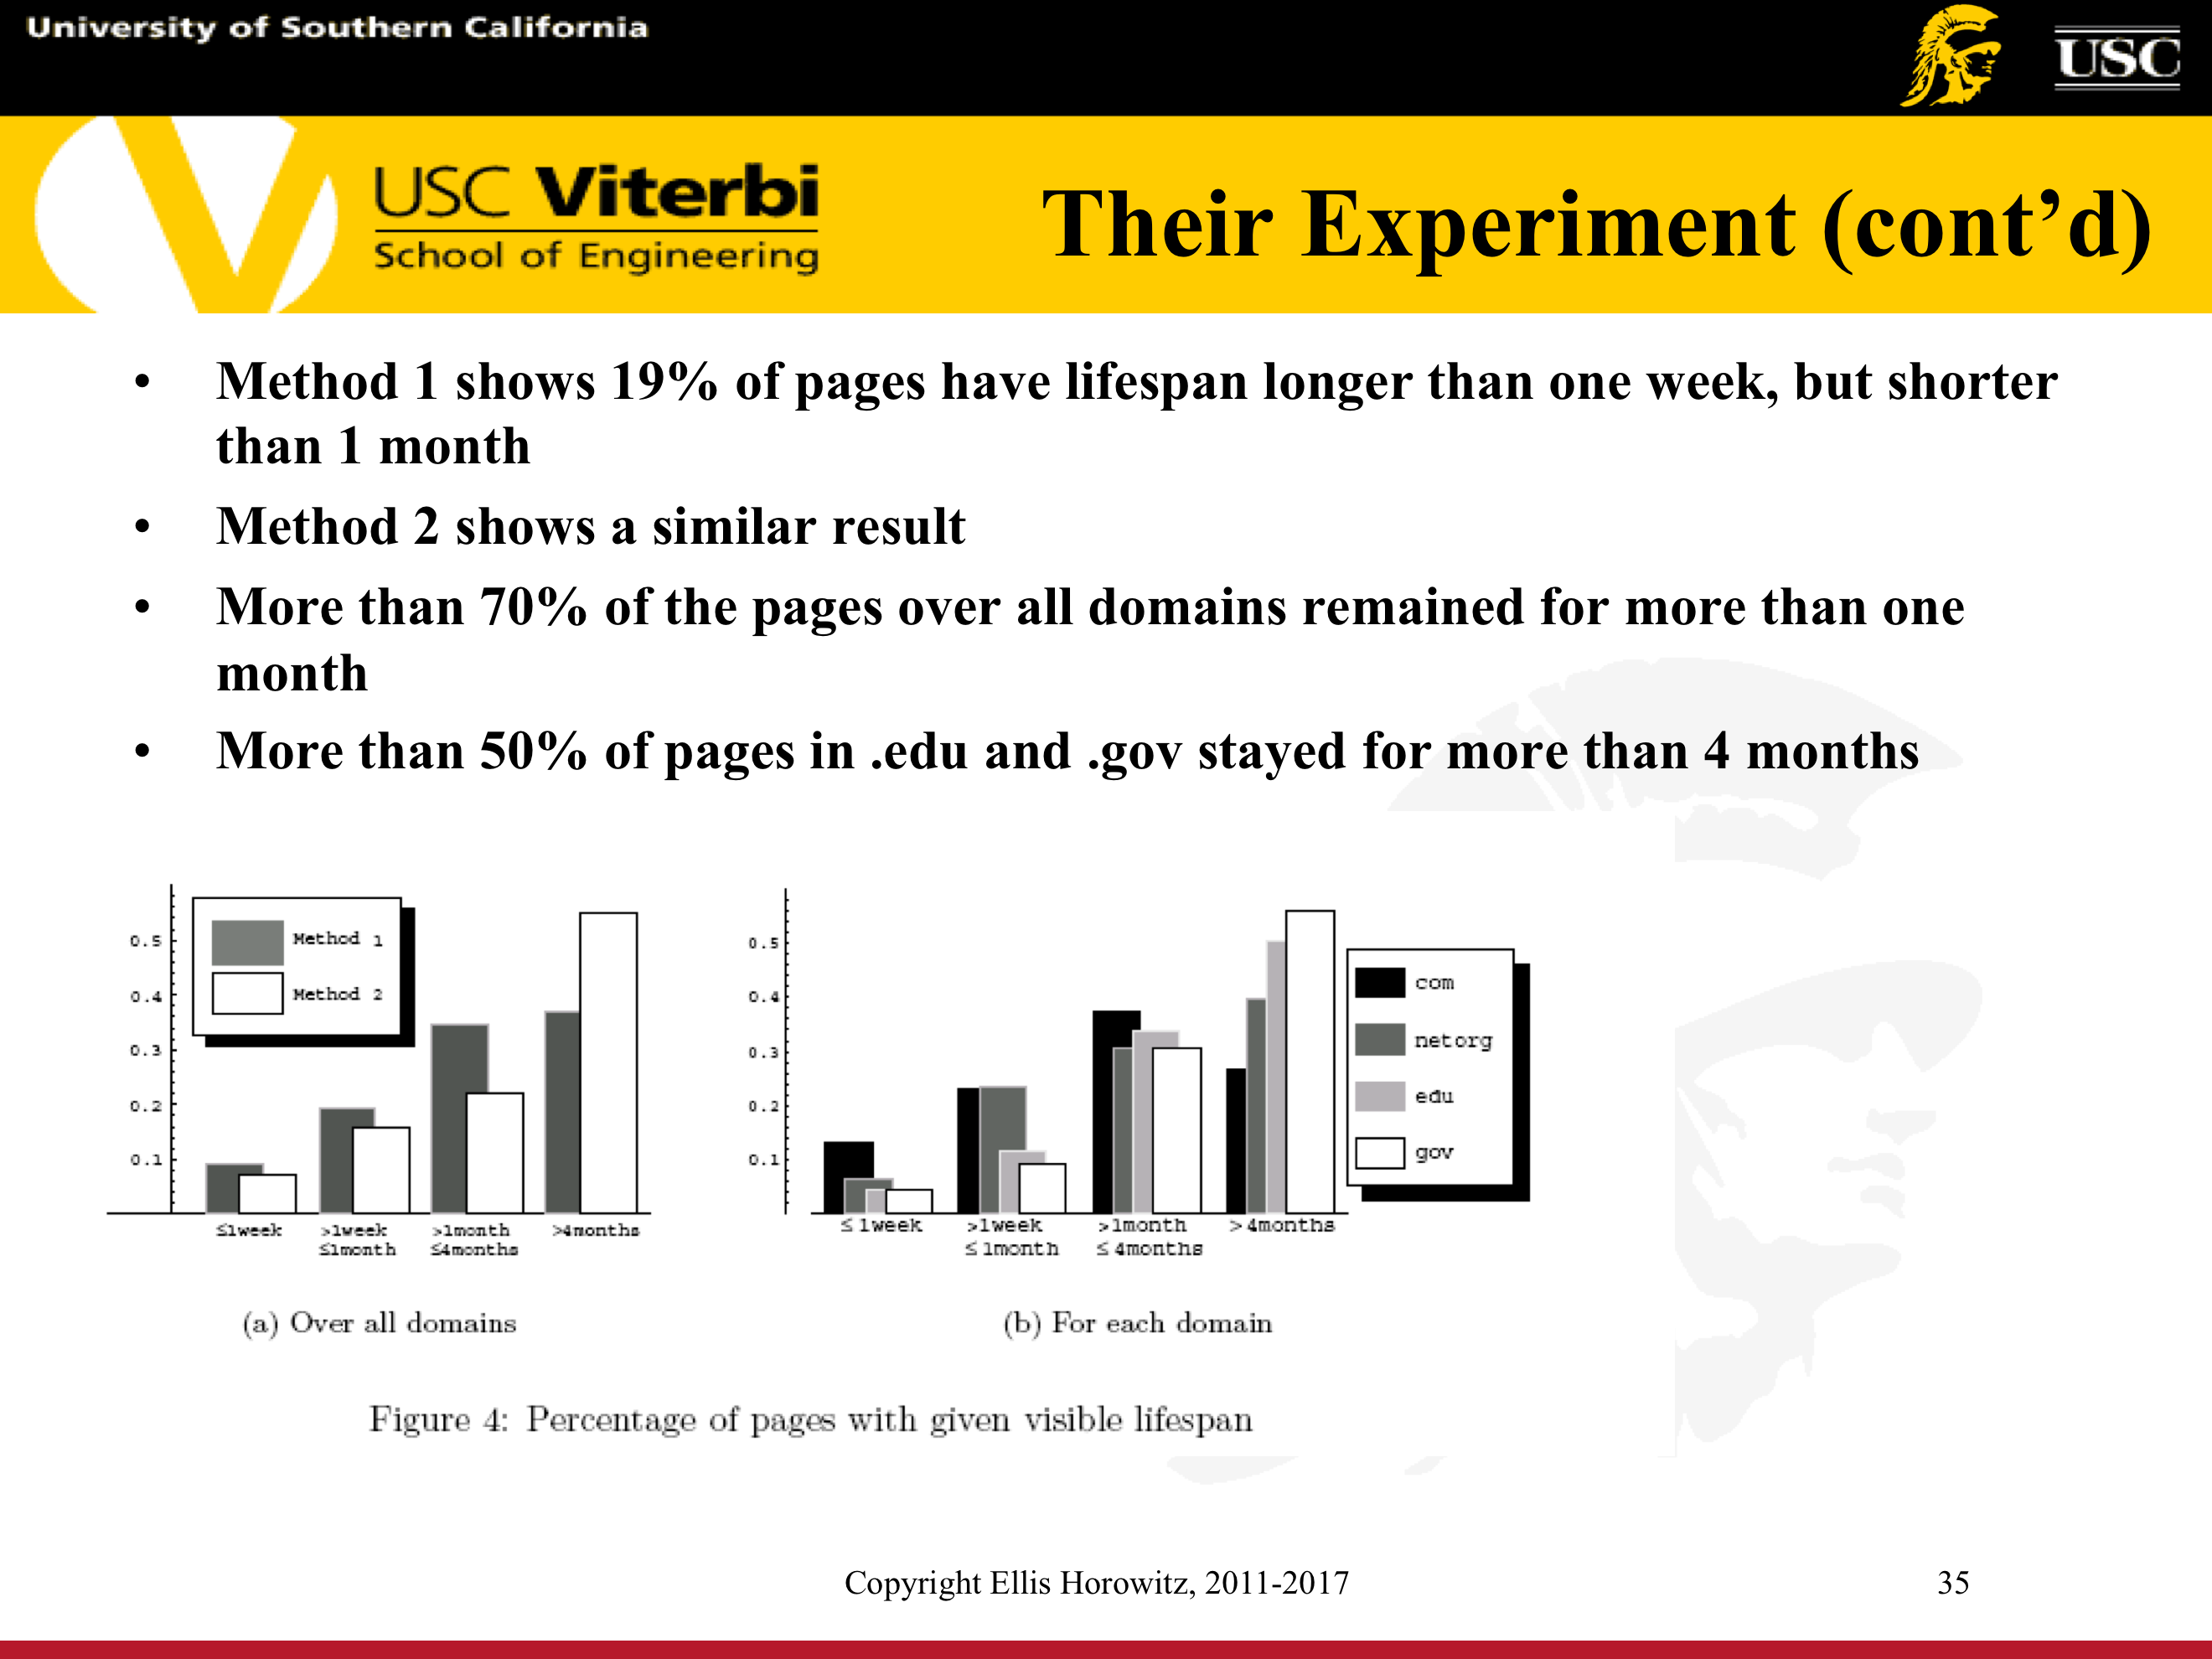 University of Southern California
USC
USC Viterbi
School of Engineering
Their Experiment (cont’d)
• Method 1 shows 19% of pages have lifespan longer than one week, but shorter
than 1 month
• Method 2 shows a similar result
• More than 70% of the pages over all domains remained for more than one
month
• More than 50% of pages in .edu and .gov stayed for more than 4 months
0.5
0.4
0.3
0.2
0.1
Method 1
Method 2
≤1week >1week >1month >4months
≤1month ≤4months
(a) Over all domains
0.5
0.4
0.3
0.2
0.1
com
netorg
edu
gov
≤1week >1week >1month >4months
≤1month ≤4months
(b) For each domain
Figure 4: Percentage of pages with given visible lifespan
Copyright Ellis Horowitz, 2011-2017
35